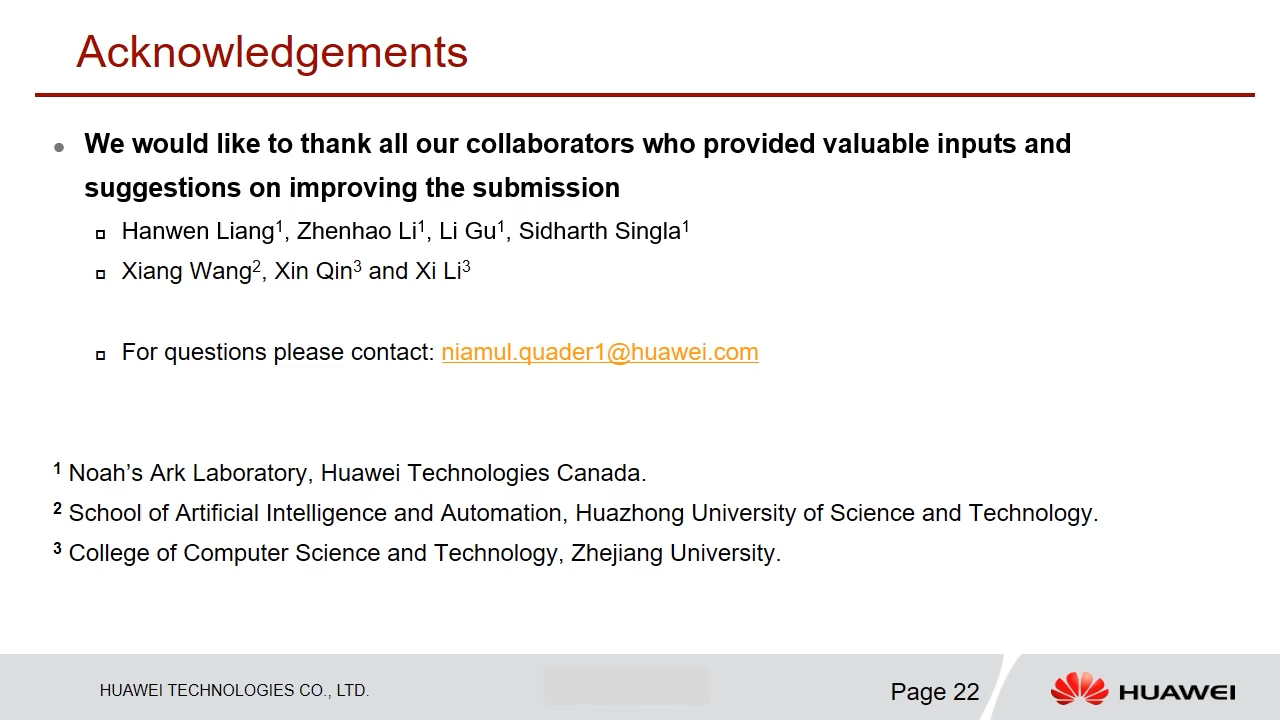 Acknowledgements
We would like to thank all our collaborators who provided valuable inputs and
suggestions on improving the submission
Hanwen Liang¹, Zhenhao Li¹, Li Gu¹, Sidharth Singla¹
Xiang Wang², Xin Qin³ and Xi Li³
For questions please contact: niamul.quader1@huawei.com
¹ Noah’s Ark Laboratory, Huawei Technologies Canada.
² School of Artificial Intelligence and Automation, Huazhong University of Science and Technology.
³ College of Computer Science and Technology, Zhejiang University.
HUAWEI TECHNOLOGIES CO., LTD.
Page 22
HUAWEI